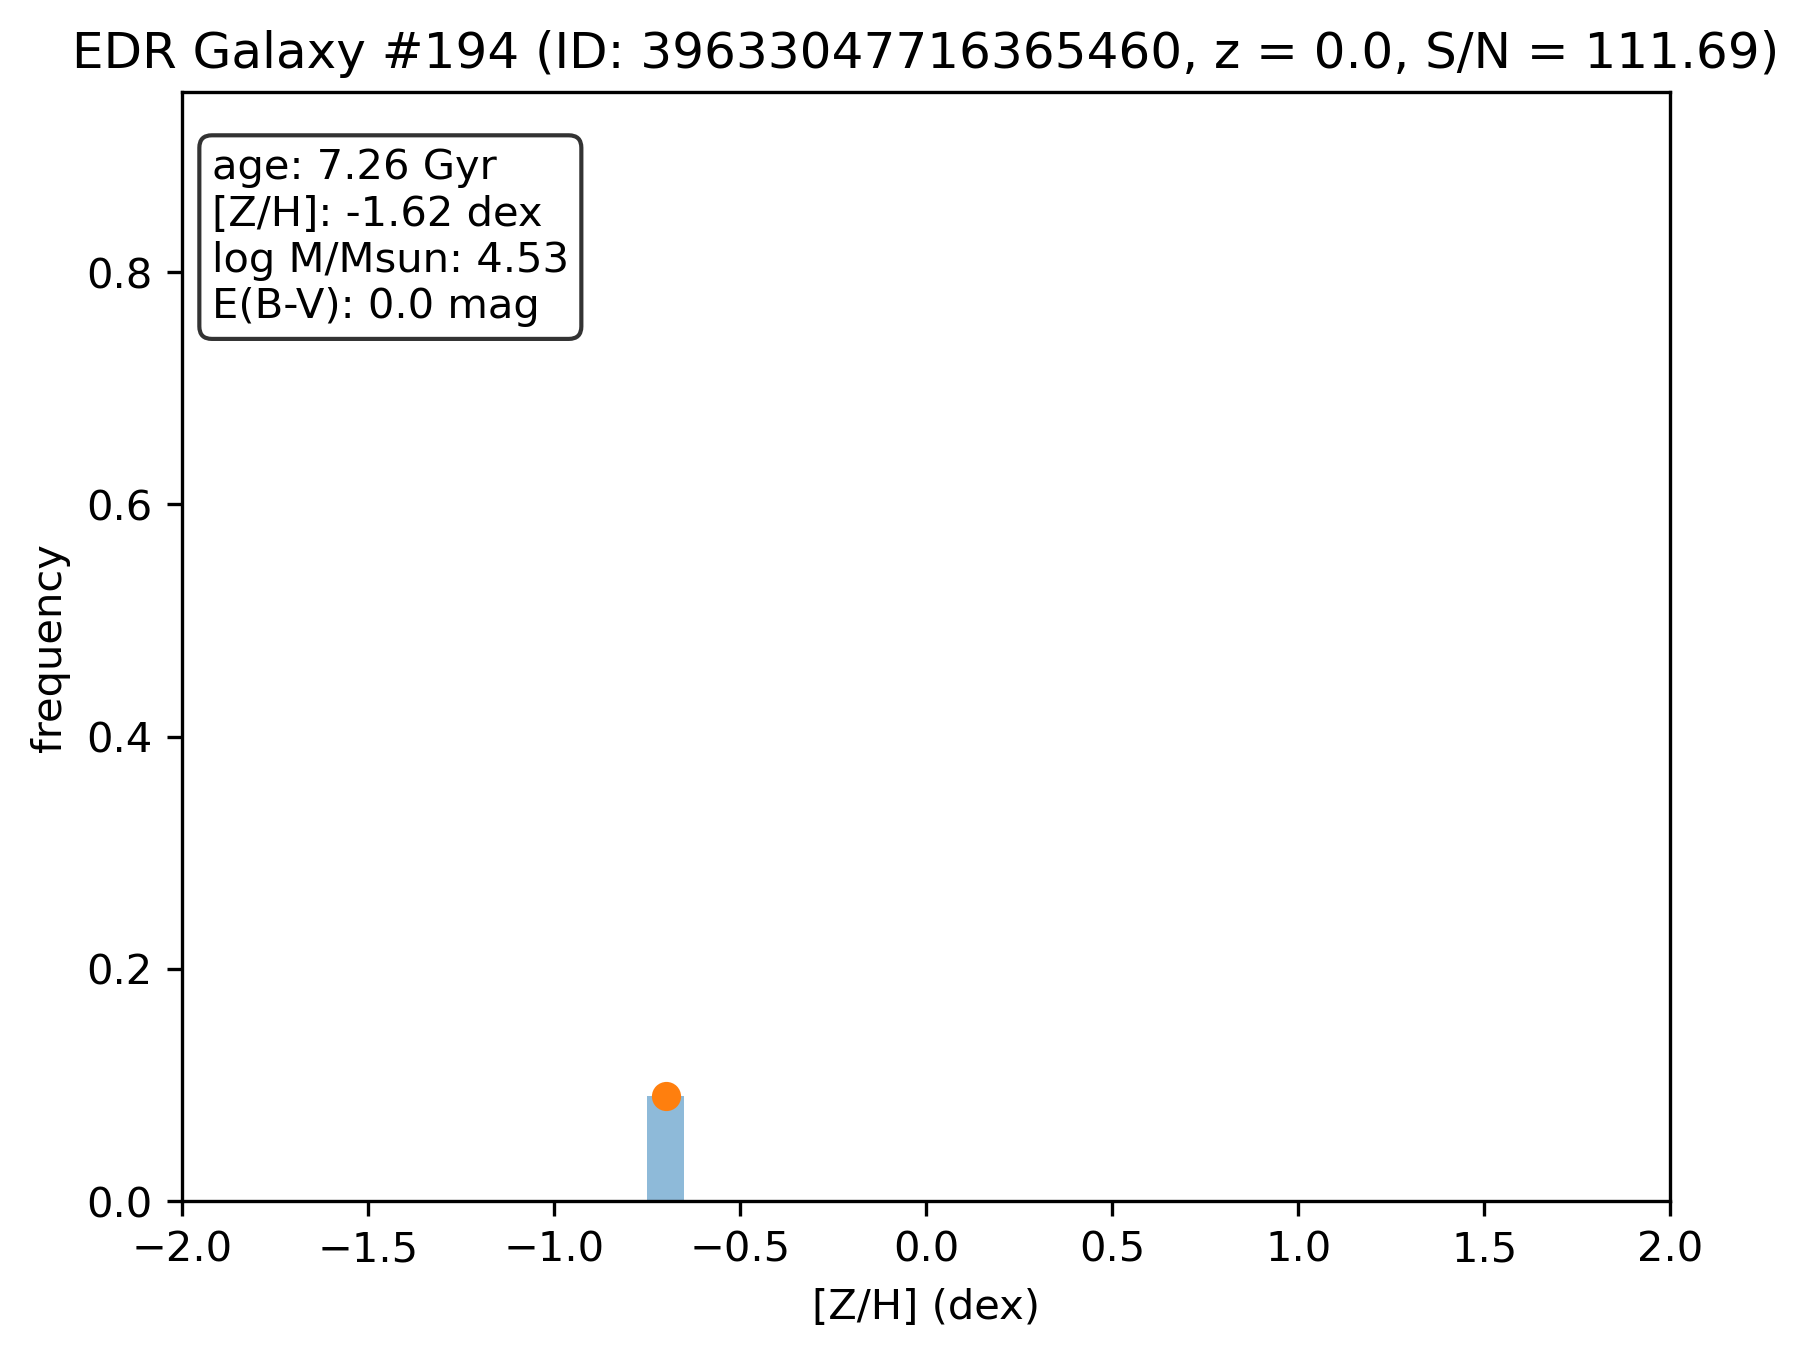 EDR Galaxy #194 (ID: 39633047716365460, z = 0.0, S/N = 111.69)
age: 7.26 Gyr
[Z/H]: -1.62 dex
log M/Msun: 4.53
E(B-V): 0.0 mag
frequency
0.8
0.6
0.4
0.2
0.0
−2.0 −1.5 −1.0 −0.5 0.0 0.5 1.0 1.5 2.0
[Z/H] (dex)